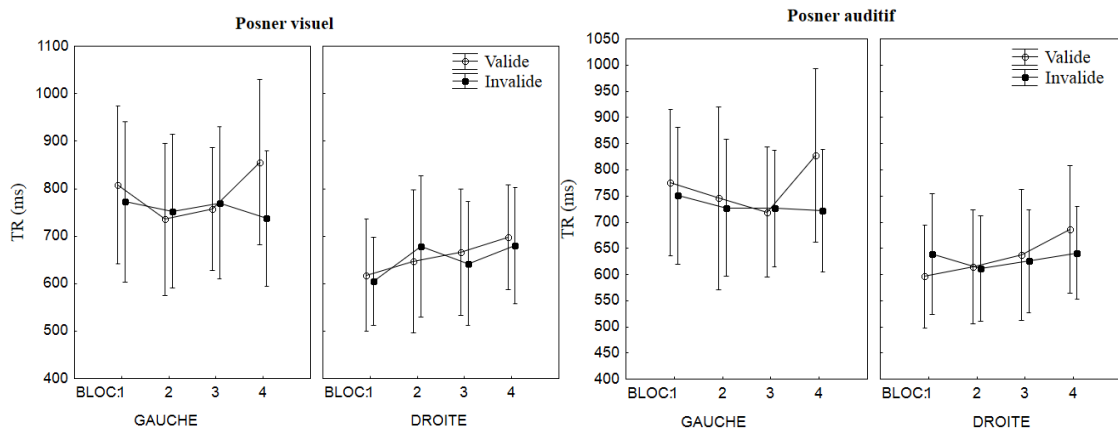 Posner visuel
1100
1000
900
800
700
600
500
400
TR (ms)
Valide
Invalide
BLOC:1 2 3 4
GAUCHE
1 2 3 4
DROITE
Posner auditif
1050
1000
950
900
850
800
750
700
650
600
550
500
450
400
TR (ms)
Valide
Invalide
BLOC:1 2 3 4
GAUCHE
1 2 3 4
DROITE